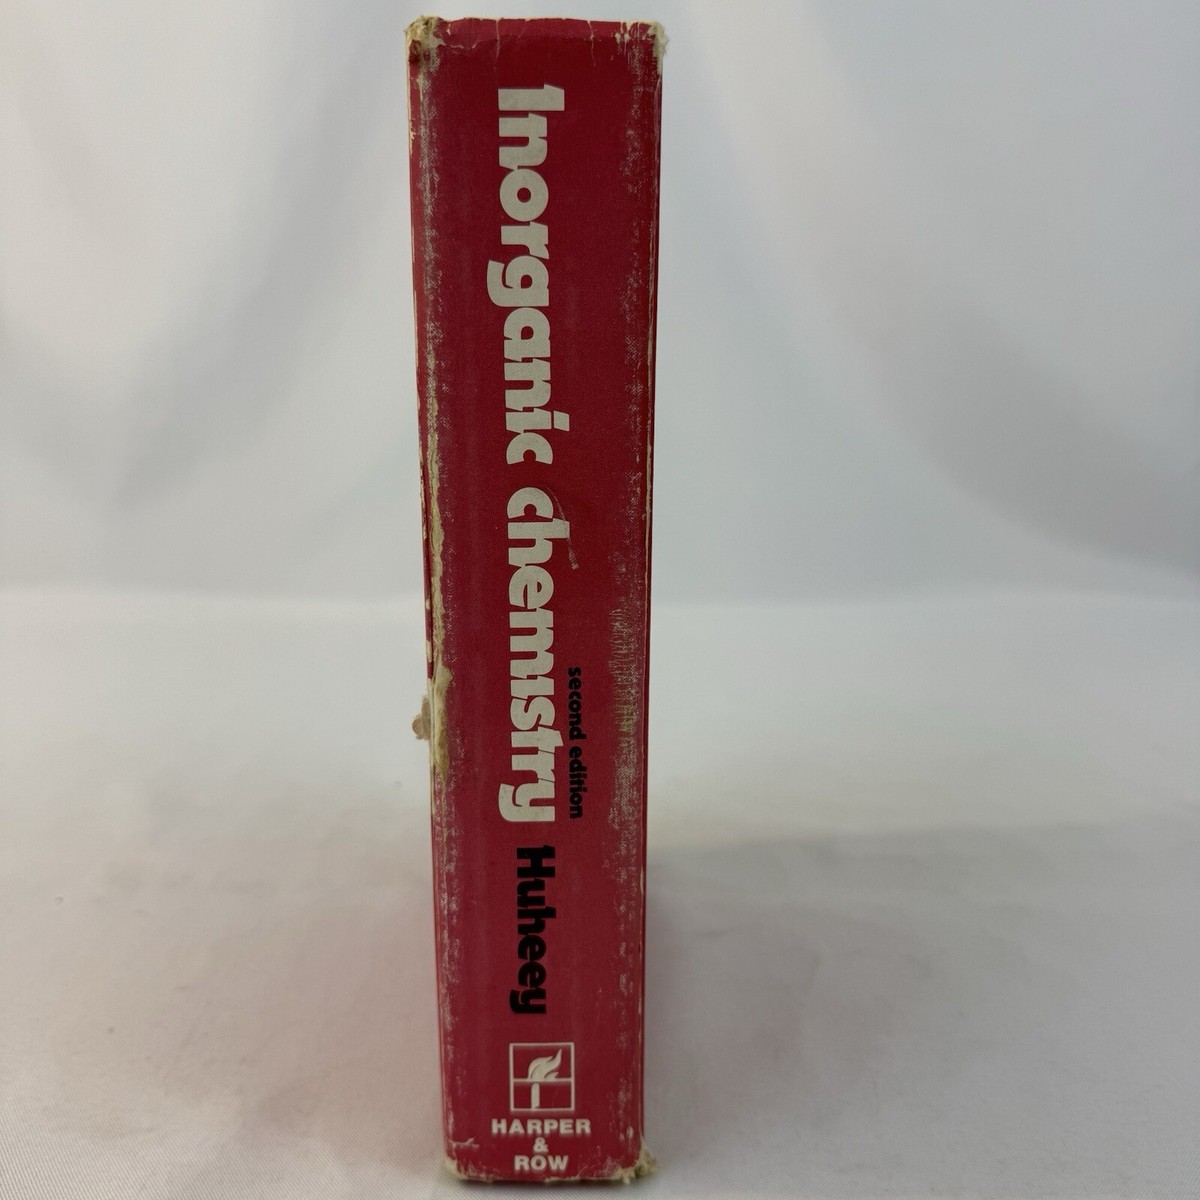 Inorganic chemistry
second edition
Huheey
HARPER
&
ROW